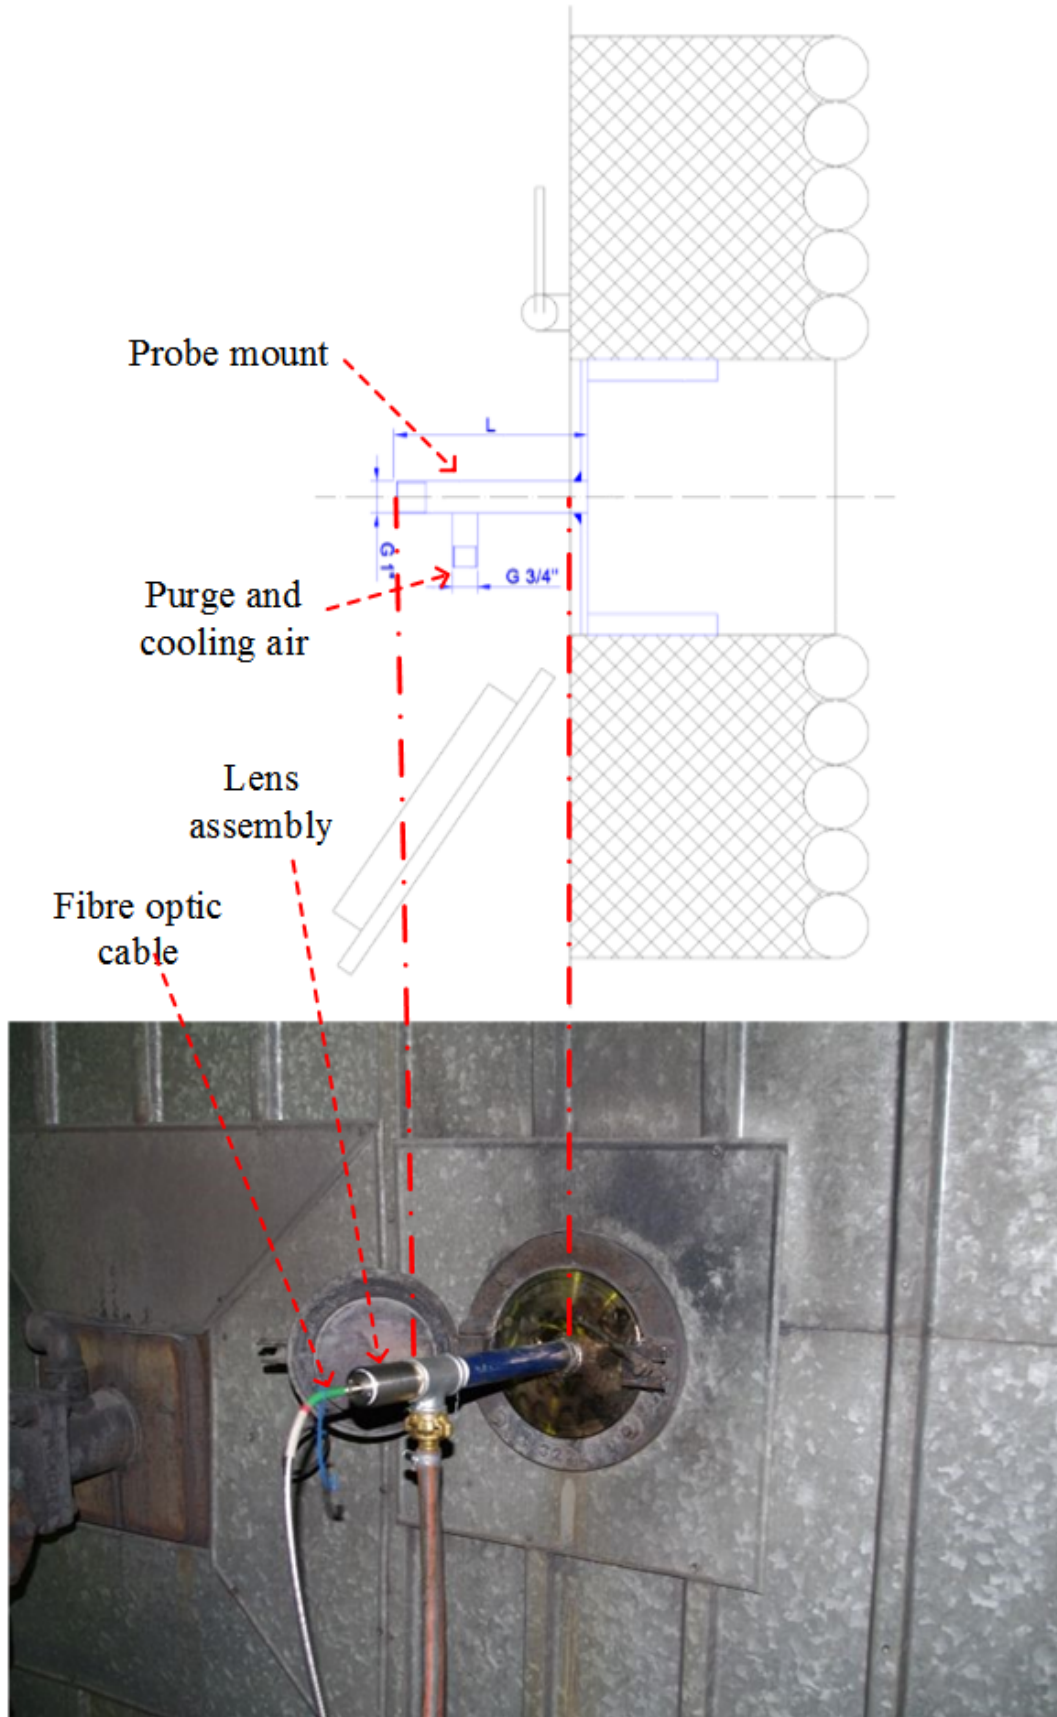 Probe mount
L
G 1"
G 3/4"
Purge and
cooling air
Lens
assembly
Fibre optic
cable